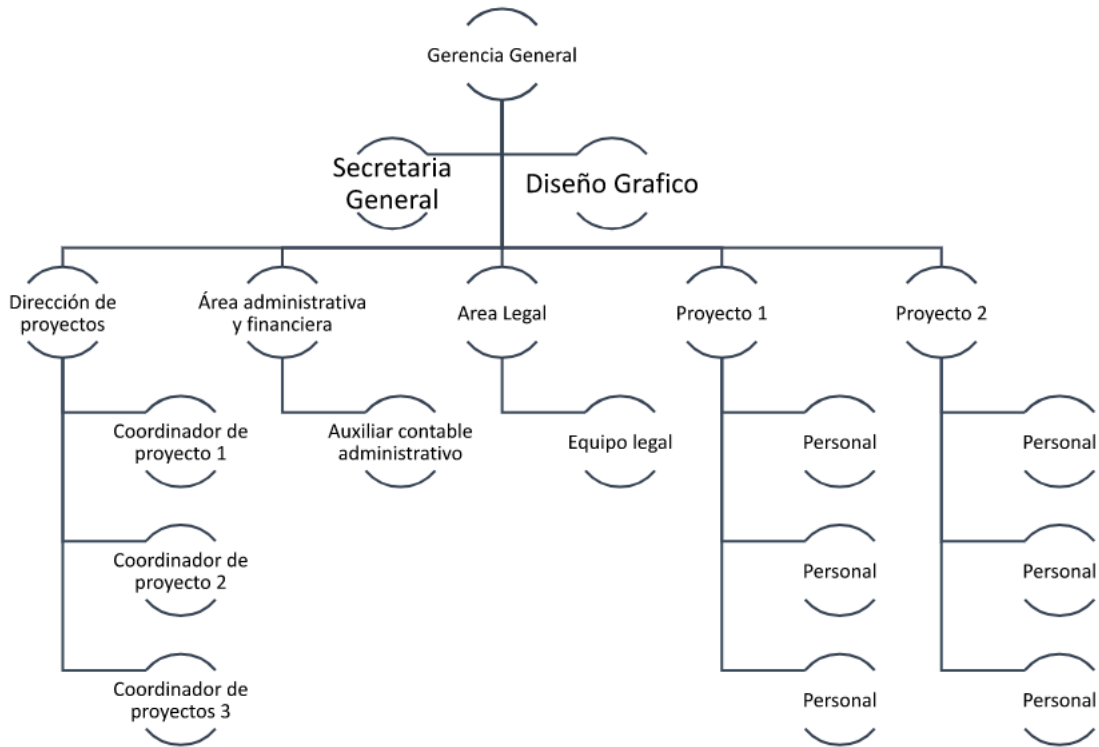 Gerencia General
Secretaria
General
Diseño Grafico
Dirección de
proyectos
Área administrativa
y financiera
Area Legal
Proyecto 1
Proyecto 2
Coordinador de
proyecto 1
Auxiliar contable
administrativo
Equipo legal
Personal
Personal
Coordinador de
proyecto 2
Personal
Personal
Coordinador de
proyectos 3
Personal
Personal